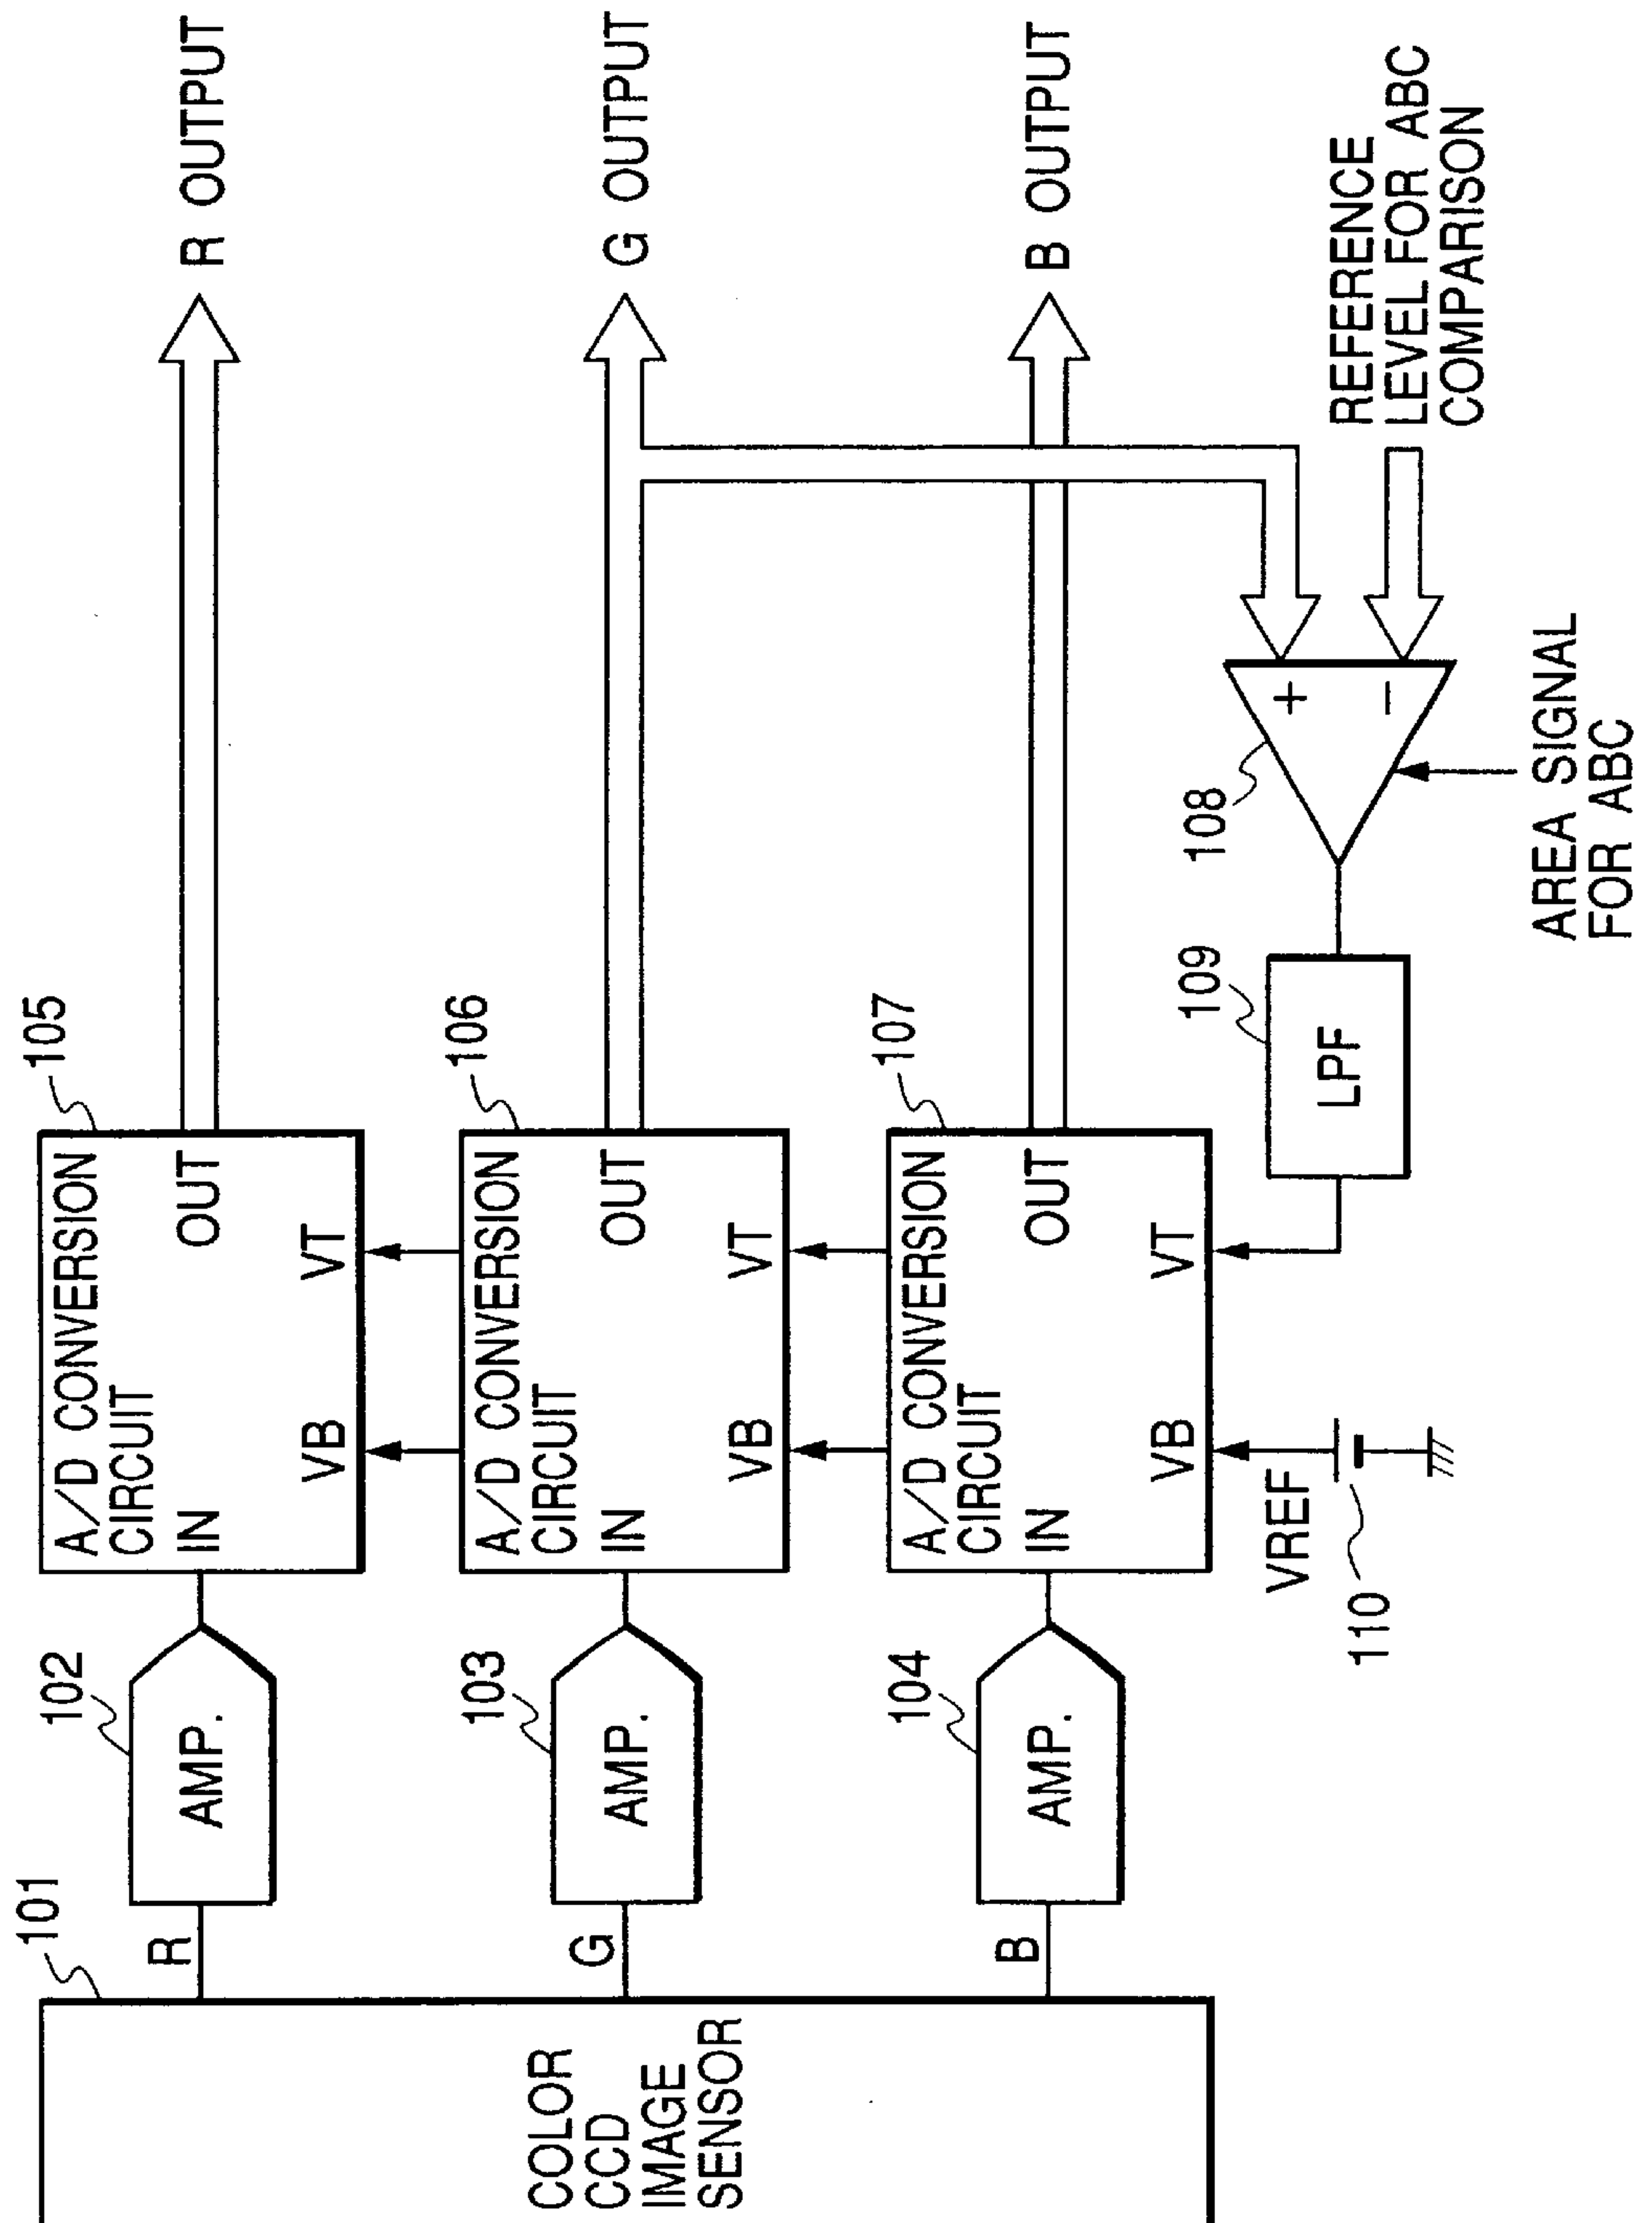 101
COLOR
CCD
IMAGE
SENSOR
R
G
B
102
AMP.
103
AMP.
104
AMP.
105
A/D CONVERSION
CIRCUIT
IN
OUT
VB
VT
106
A/D CONVERSION
CIRCUIT
IN
OUT
VB
VT
107
A/D CONVERSION
CIRCUIT
IN
OUT
VB
VT
VREF
110
109
LPF
108
+
−
AREA SIGNAL
FOR ABC
REFERENCE
LEVEL FOR ABC
COMPARISON
R OUTPUT
G OUTPUT
B OUTPUT